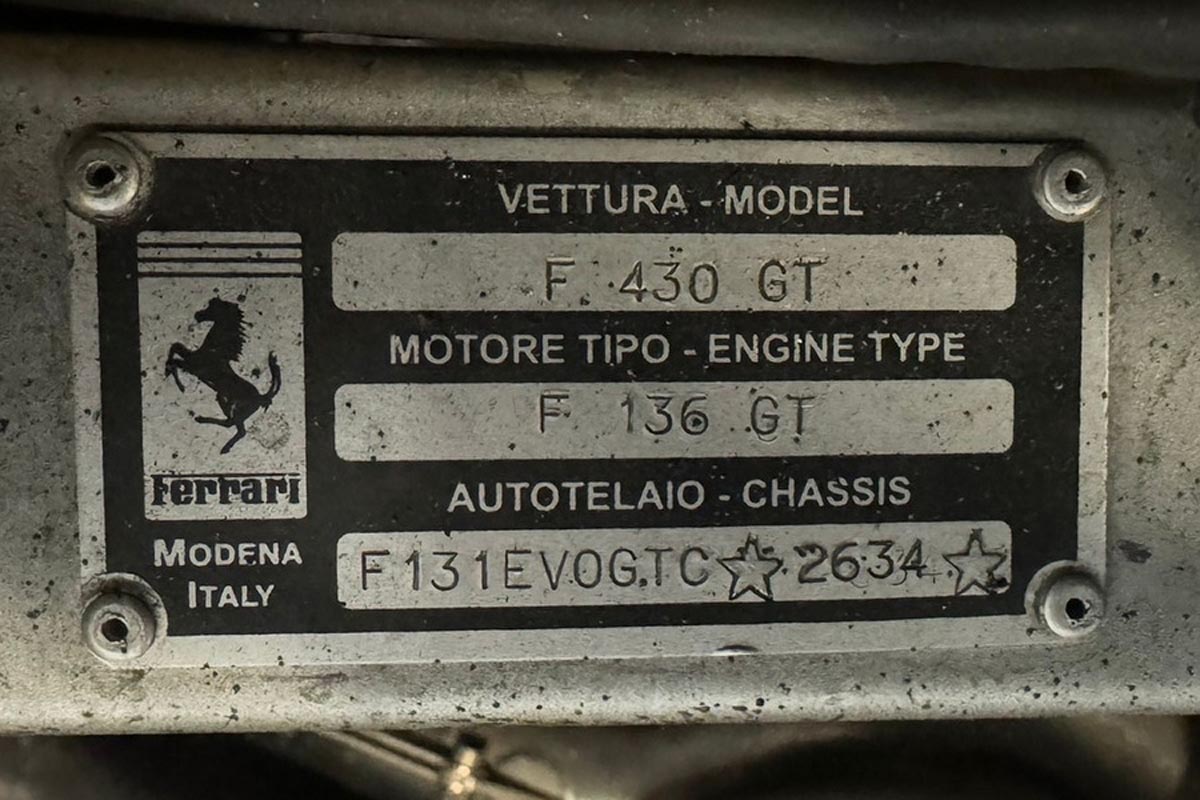 VETTURA - MODEL
F 430 GT
MOTORE TIPO - ENGINE TYPE
F 136 GT
Ferrari
AUTOTELAIO - CHASSIS
MODENA
ITALY
F131EVOGTC☆2634☆